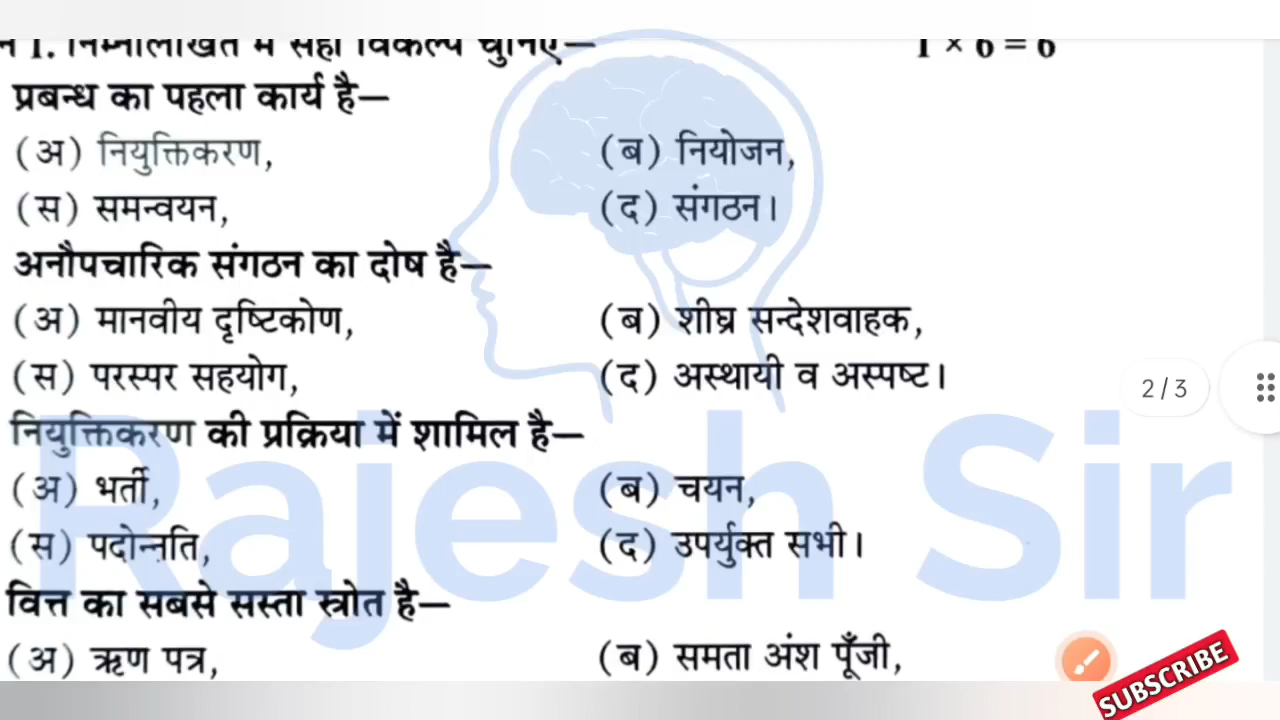 न 1. निम्नलिखित में सही विकल्प चुनिए— 1 × 6 = 6
प्रबन्ध का पहला कार्य है—
(अ) नियुक्तिकरण, (ब) नियोजन,
(स) समन्वयन, (द) संगठन।
अनौपचारिक संगठन का दोष है—
(अ) मानवीय दृष्टिकोण, (ब) शीघ्र सन्देशवाहक,
(स) परस्पर सहयोग, (द) अस्थायी व अस्पष्ट।
2/3
नियुक्तिकरण की प्रक्रिया में शामिल है—
(अ) भर्ती, (ब) चयन,
(स) पदोन्नति, (द) उपर्युक्त सभी।
Rajesh Sir
वित्त का सबसे सस्ता स्त्रोत है—
(अ) ऋण पत्र, (ब) समता अंश पूँजी,
SUBSCRIBE